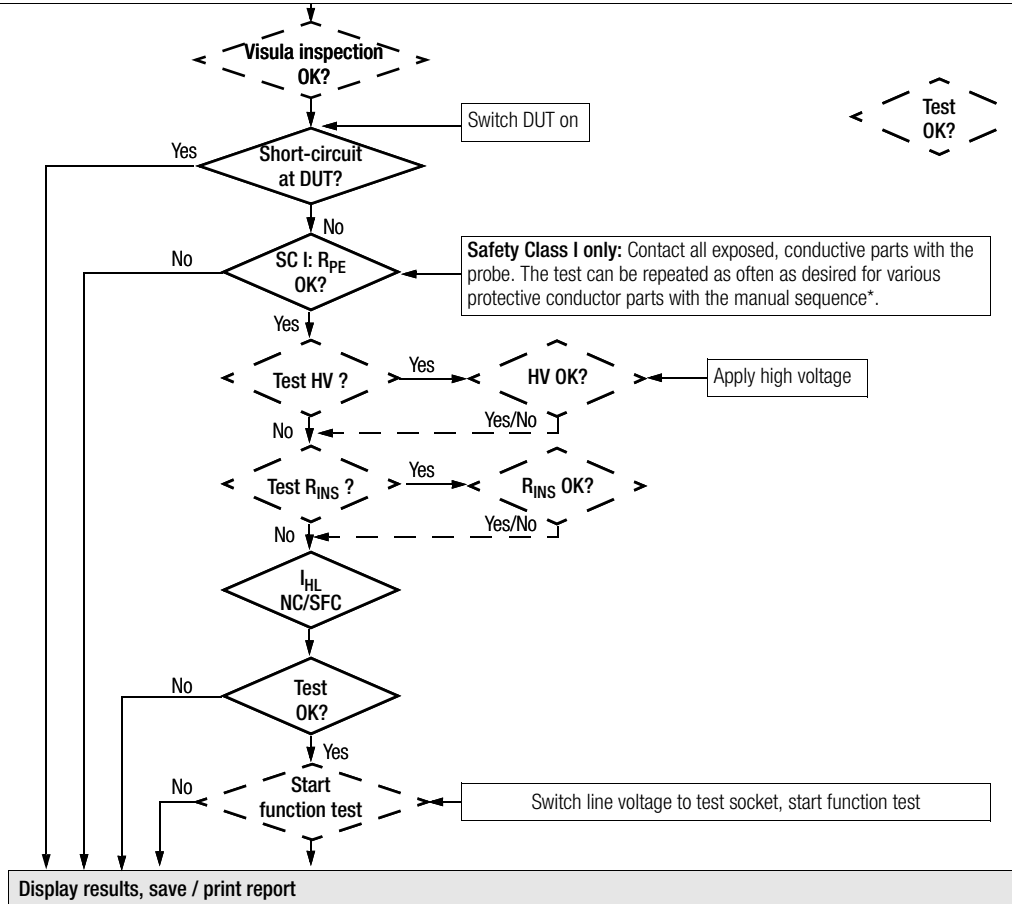 Visula inspection
OK?
Test
OK?
Switch DUT on
Yes
Short-circuit
at DUT?
No
No
SC I: RPE
OK?
Safety Class I only: Contact all exposed, conductive parts with the
probe. The test can be repeated as often as desired for various
protective conductor parts with the manual sequence*.
Yes
Test HV ?
Yes
HV OK?
Apply high voltage
No
Yes/No
Test RINS ?
Yes
RINS OK?
No
Yes/No
IHL
NC/SFC
No
Test
OK?
Yes
No
Start
function test
Switch line voltage to test socket, start function test
Display results, save / print report